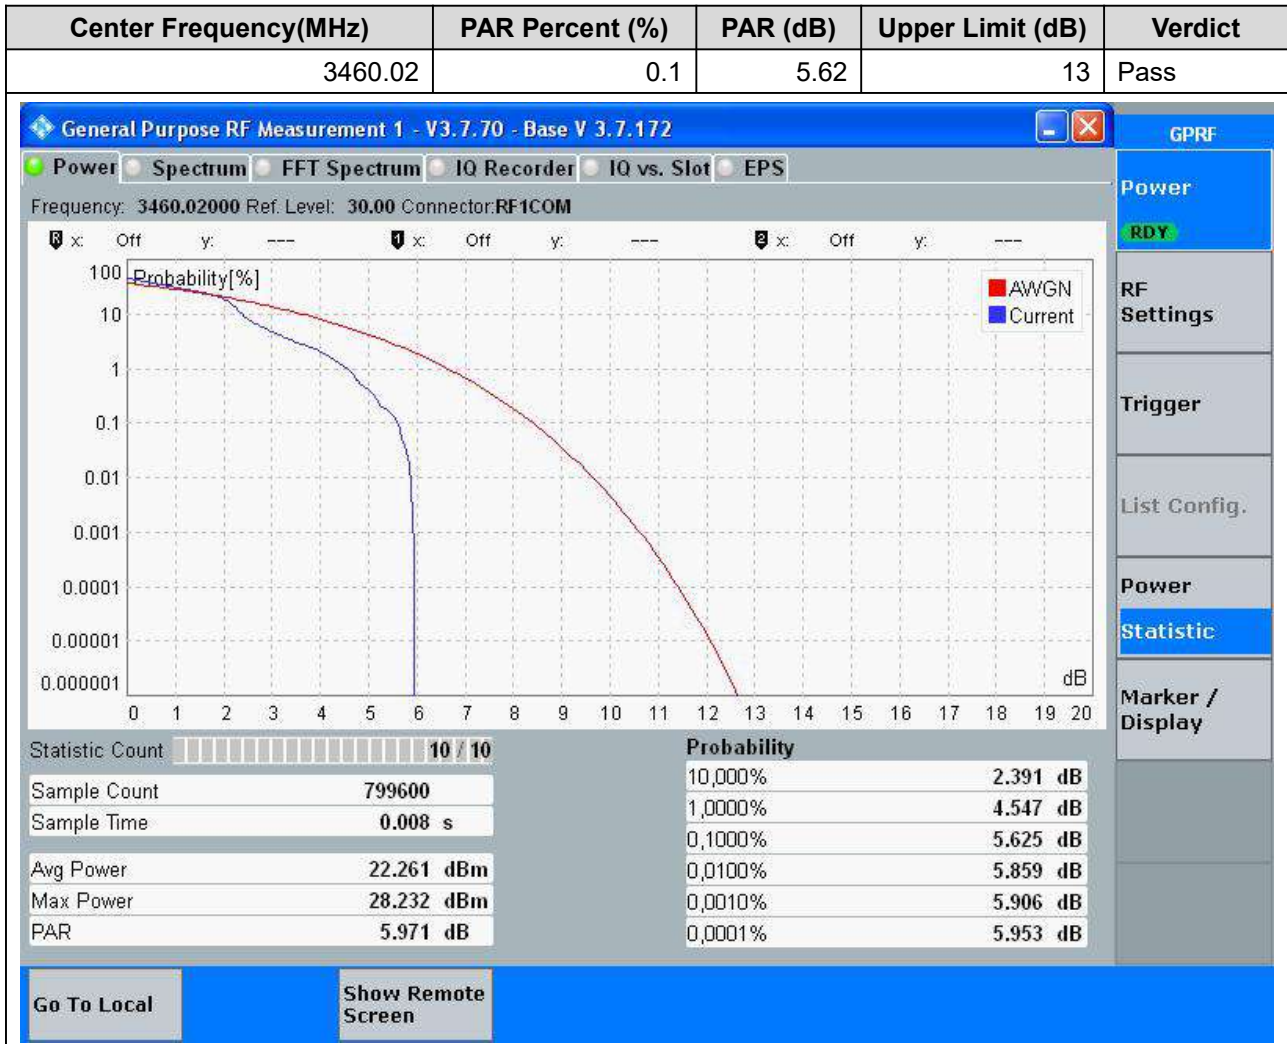 Center Frequency(MHz) PAR Percent (%) PAR (dB) Upper Limit (dB) Verdict
3460.02 0.1 5.62 13 Pass
General Purpose RF Measurement 1 - V3.7.70 - Base V 3.7.172
GPRF
Power Spectrum FFT Spectrum IQ Recorder IQ vs. Slot EPS
Frequency: 3460.02000 Ref. Level: 30.00 Connector:RF1COM
R x: Off y: --- 1 x: Off y: --- 2 x: Off y: ---
Probability[%]
AWGN
Current
100
10
1
0.1
0.01
0.001
0.0001
0.00001
0.000001
dB
0 1 2 3 4 5 6 7 8 9 10 11 12 13 14 15 16 17 18 19 20
Statistic Count 10 / 10
Sample Count 799600
Sample Time 0.008 s
Avg Power 22.261 dBm
Max Power 28.232 dBm
PAR 5.971 dB
Probability
10,000% 2.391 dB
1,0000% 4.547 dB
0,1000% 5.625 dB
0,0100% 5.859 dB
0,0010% 5.906 dB
0,0001% 5.953 dB
Power
RDY
RF
Settings
Trigger
List Config.
Power
Statistic
Marker /
Display
Go To Local
Show Remote
Screen